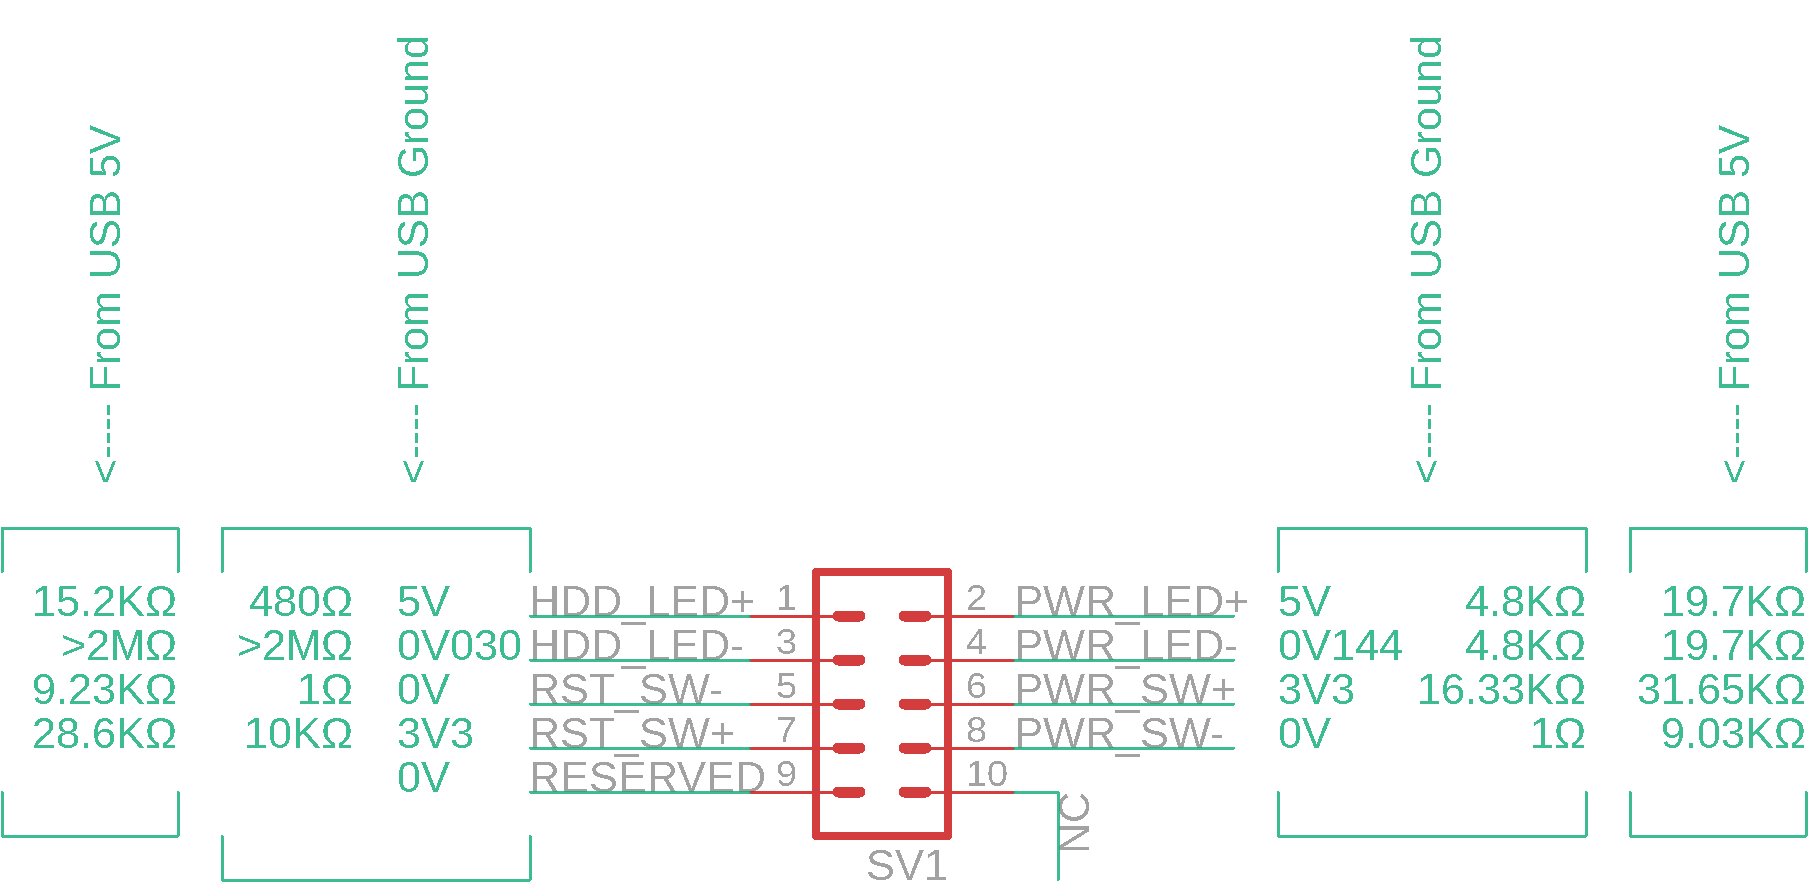 <----- From USB 5V
<----- From USB Ground
<----- From USB Ground
<----- From USB 5V
15.2KΩ 480Ω 5V HDD_LED+ 1 2 PWR_LED+ 5V 4.8KΩ 19.7KΩ
>2MΩ >2MΩ 0V030 HDD_LED- 3 4 PWR_LED- 0V144 4.8KΩ 19.7KΩ
9.23KΩ 1Ω 0V RST_SW- 5 6 PWR_SW+ 3V3 16.33KΩ 31.65KΩ
28.6KΩ 10KΩ 3V3 RST_SW+ 7 8 PWR_SW- 0V 1Ω 9.03KΩ
0V RESERVED 9 10
NC
SV1